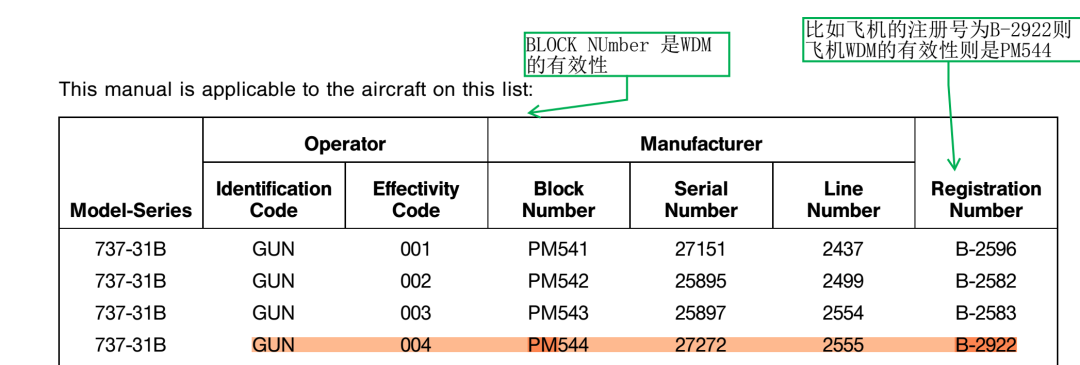 比如飞机的注册号为B-2922则
飞机WDM的有效性则是PM544
BLOCK NUmber 是WDM
的有效性
This manual is applicable to the aircraft on this list:
Operator Manufacturer
Model-Series Identification Code Effectivity Code Block Number Serial Number Line Number Registration Number
737-31B GUN 001 PM541 27151 2437 B-2596
737-31B GUN 002 PM542 25895 2499 B-2582
737-31B GUN 003 PM543 25897 2554 B-2583
737-31B GUN 004 PM544 27272 2555 B-2922